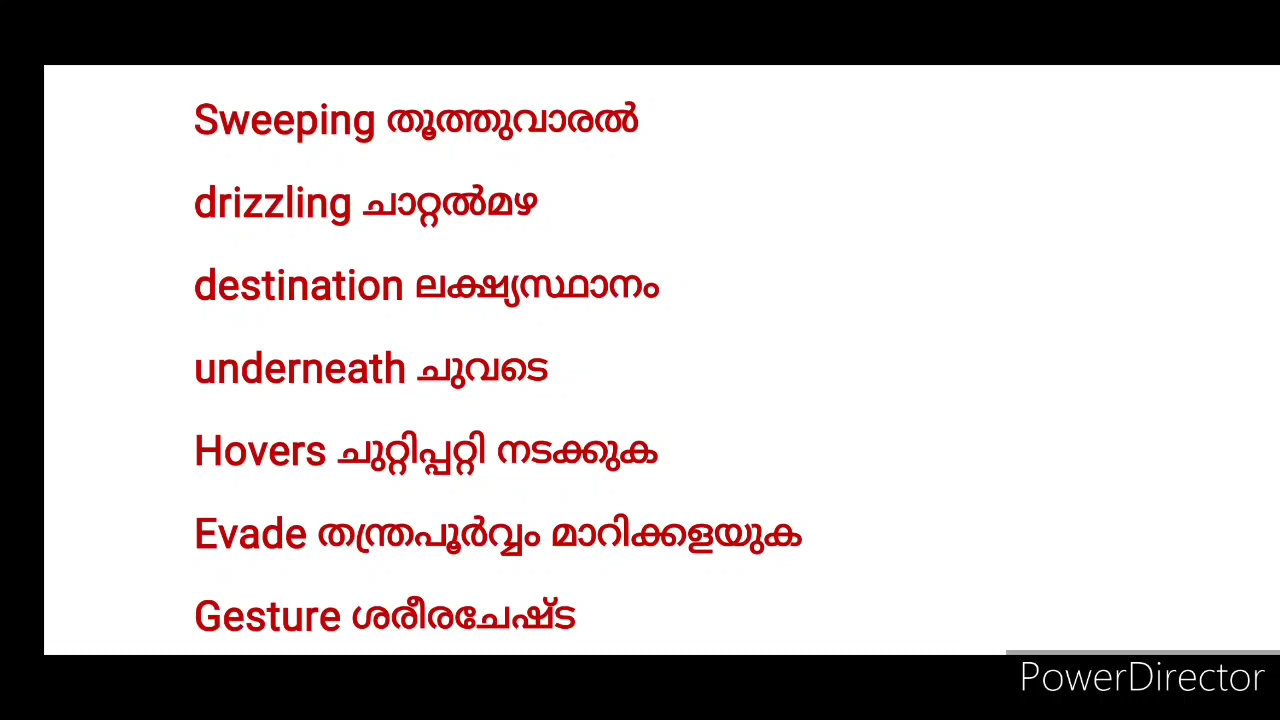 Sweeping തൂത്തുവാരൽ
drizzling ചാറ്റൽമഴ
destination ലക്ഷ്യസ്ഥാനം
underneath ചുവടെ
Hovers ചുറ്റിപ്പറ്റി നടക്കുക
Evade തന്ത്രപൂർവ്വം മാറിക്കളയുക
Gesture ശരീരചേഷ്ട
PowerDirector